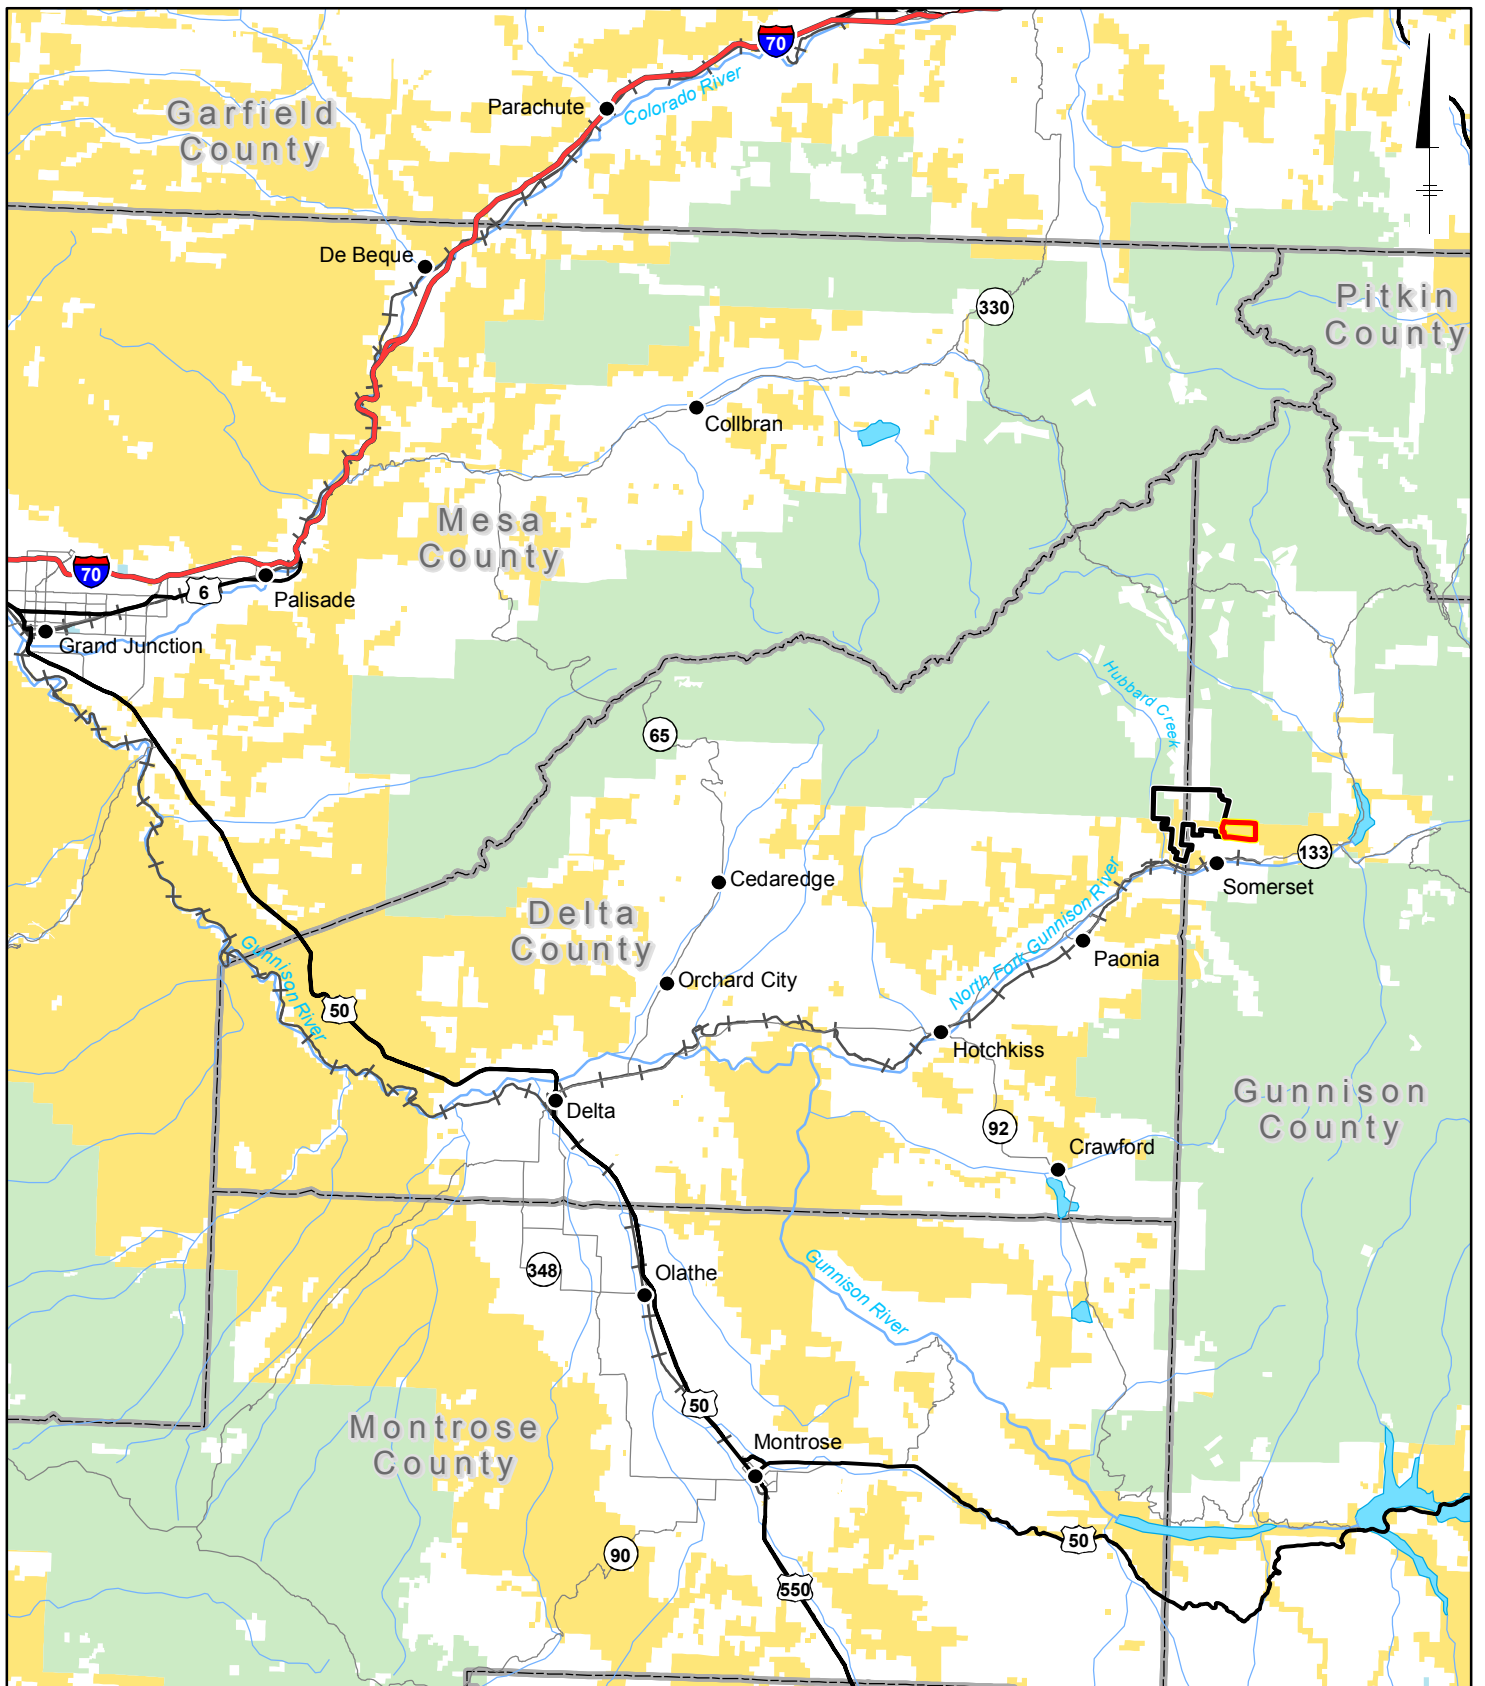 70
Parachute
Colorado River
Garfield
County
De Beque
330
Pitkin
County
Collbran
Mesa
County
70
6
Palisade
Grand Junction
Hubbard Creek
65
133
Somerset
Cedaredge
Delta
County
North Fork Gunnison River
Paonia
Gunnison River
Orchard City
50
Hotchkiss
Gunnison
County
Delta
92
Crawford
348
Olathe
Gunnison River
50
Montrose
County
Montrose
50
90
550